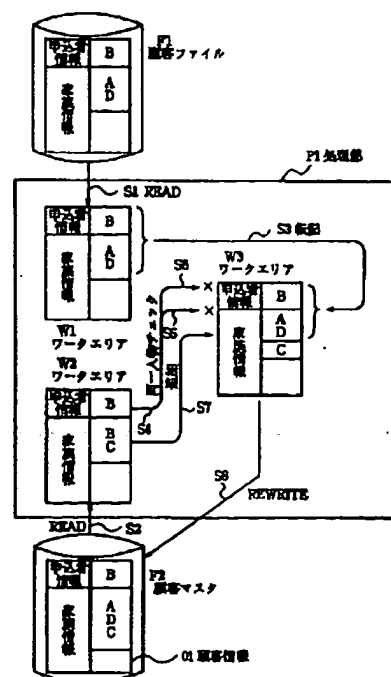 申込者
情報
B
家族情報
A
D
F1
顧客ファイル
P1 処理部
S1 READ
申込者
情報
B
家族情報
A
D
S3 転記
W1
ワークエリア
W3
ワークエリア
申込者
情報
B
家族情報
A
D
C
同一人物チェック
追加
S7
W2
ワークエリア
申込者
情報
B
家族情報
B
C
S4
REWRITE
READ
S2
申込者
情報
B
家族情報
A
D
C
F2
顧客マスタ
O1 顧客情報